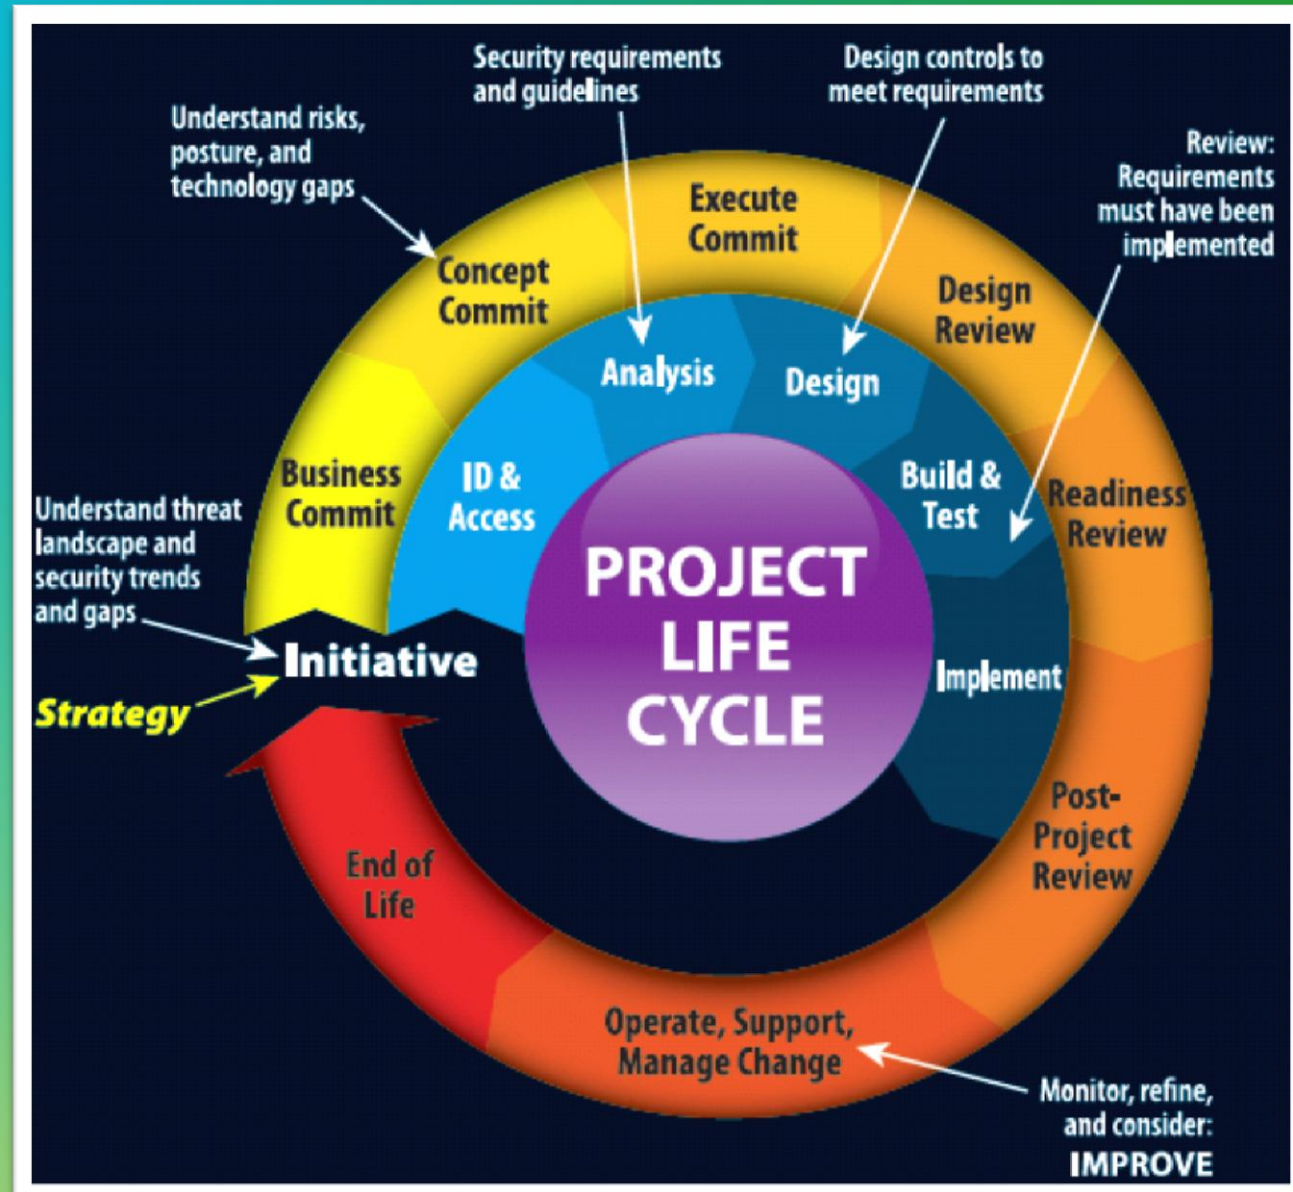 Security requirements
and guidelines
Design controls to
meet requirements
Understand risks,
posture, and
technology gaps
Review:
Requirements
must have been
implemented
Execute
Commit
Concept
Commit
Design
Review
Analysis
Design
Business
Commit
ID &
Access
Build &
Test
Readiness
Review
Understand threat
landscape and
security trends
and gaps
PROJECT
LIFE
CYCLE
Initiative
Strategy
Implement
Post-
Project
Review
End of
Life
Operate, Support,
Manage Change
Monitor, refine,
and consider:
IMPROVE